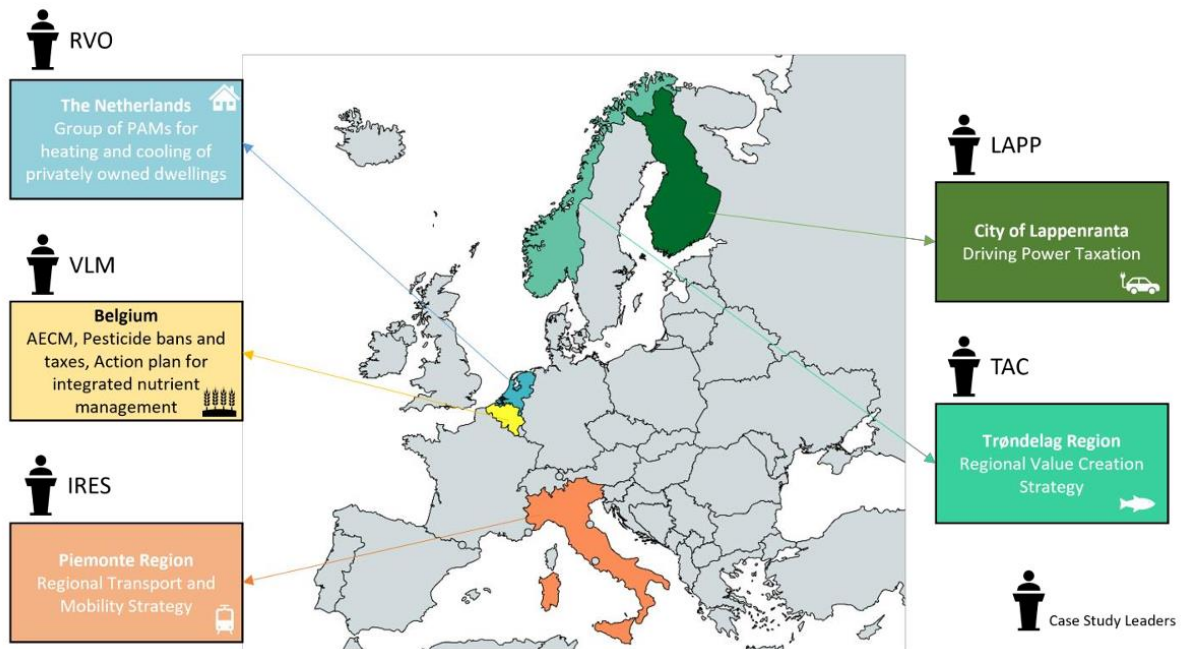 RVO
The Netherlands
Group of PAMs for
heating and cooling of
privately owned dwellings
VLM
Belgium
AECM, Pesticide bans and
taxes, Action plan for
integrated nutrient
management
IRES
Piemonte Region
Regional Transport and
Mobility Strategy
LAPP
City of Lappenranta
Driving Power Taxation
TAC
Trøndelag Region
Regional Value Creation
Strategy
Case Study Leaders